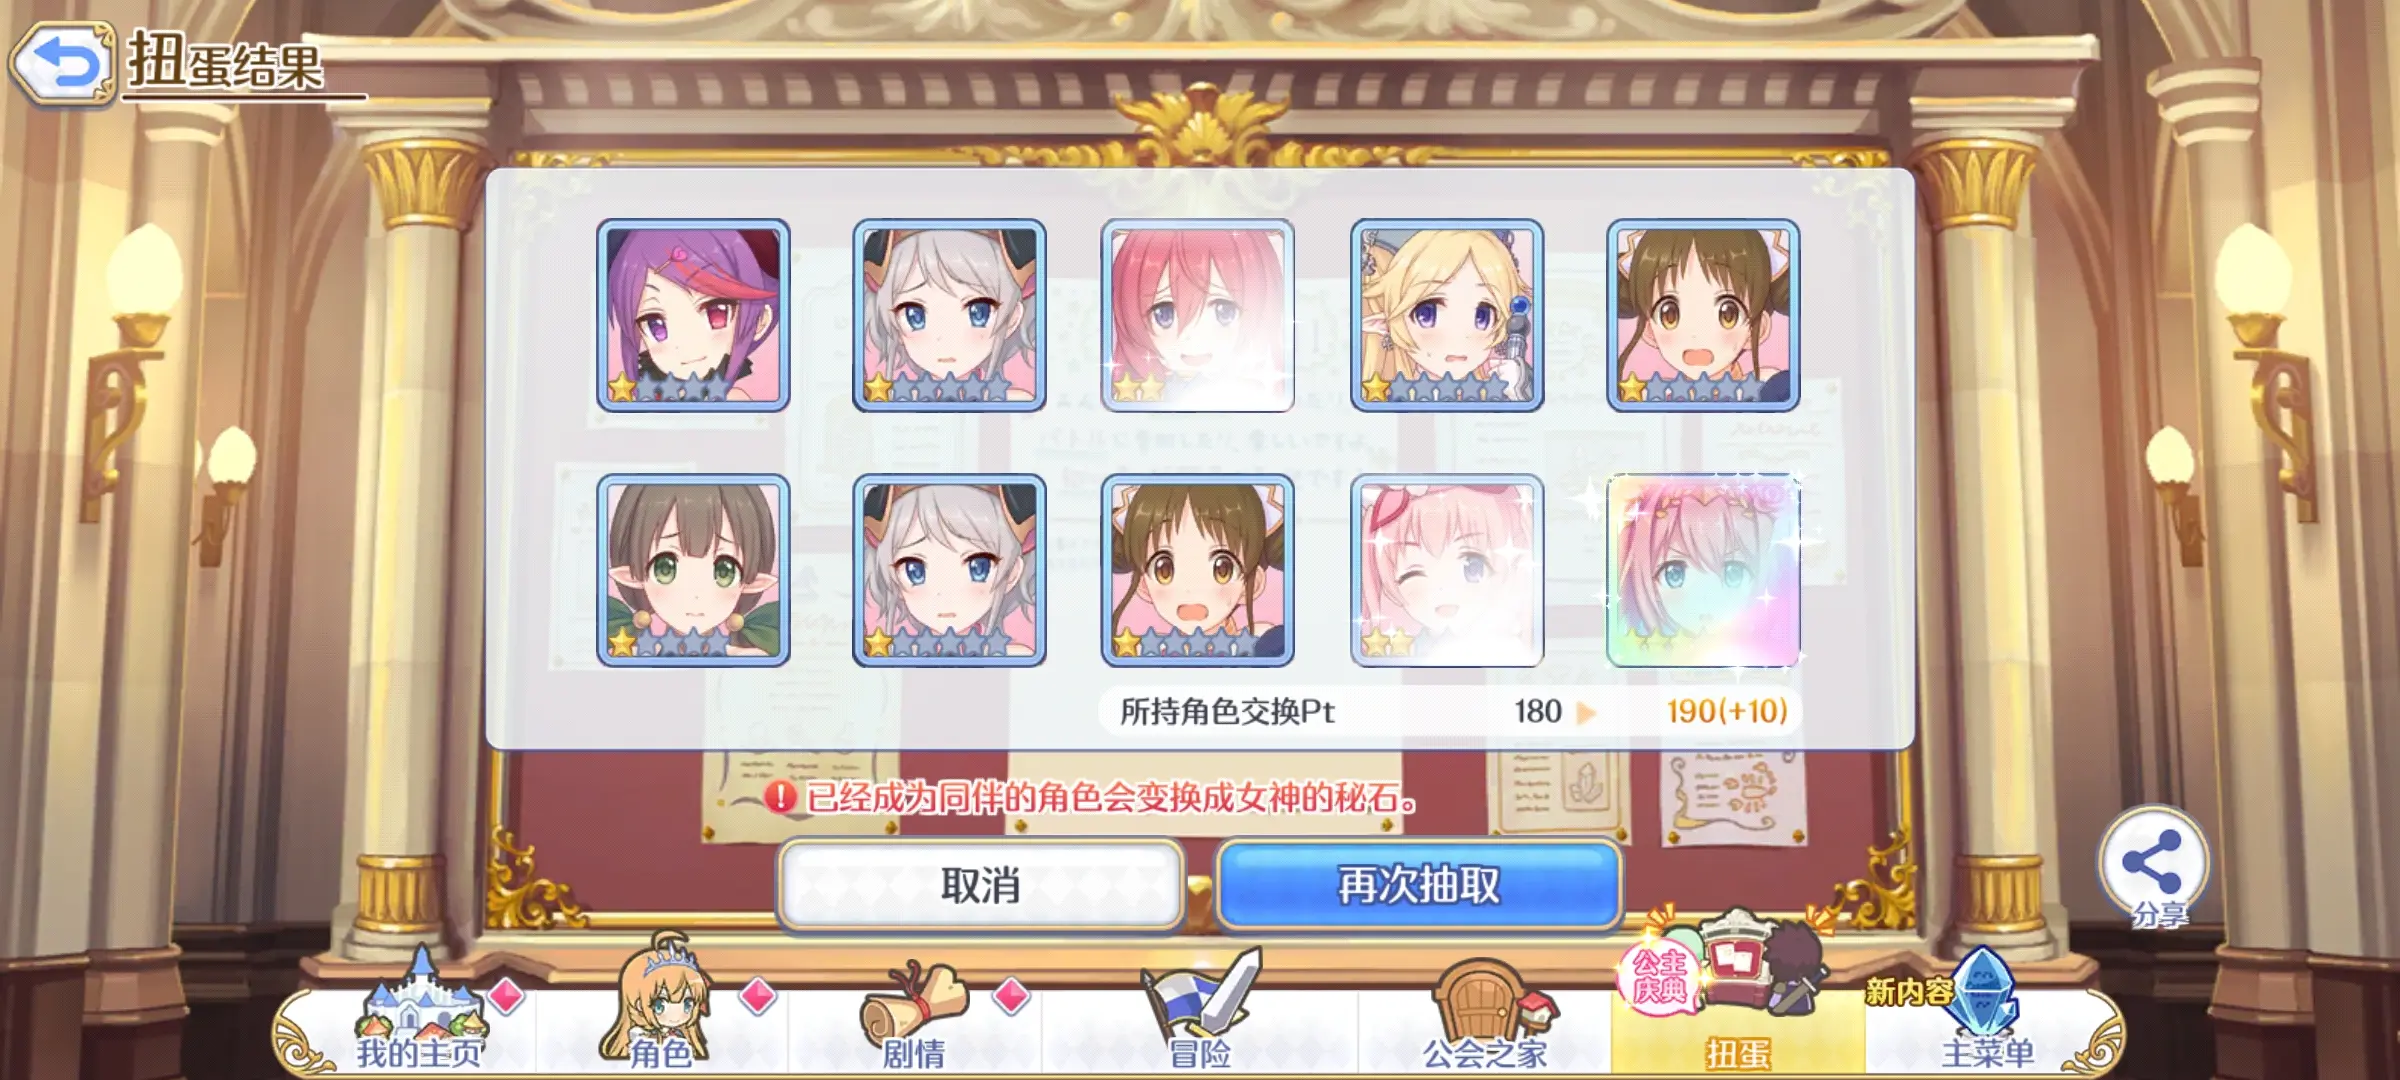 扭蛋结果
所持角色交换Pt 180 190(+10)
已经成为同伴的角色会变换成女神的秘石。
取消
再次抽取
分享
公主
庆典
新内容
我的主页
角色
剧情
冒险
公会之家
扭蛋
主菜单